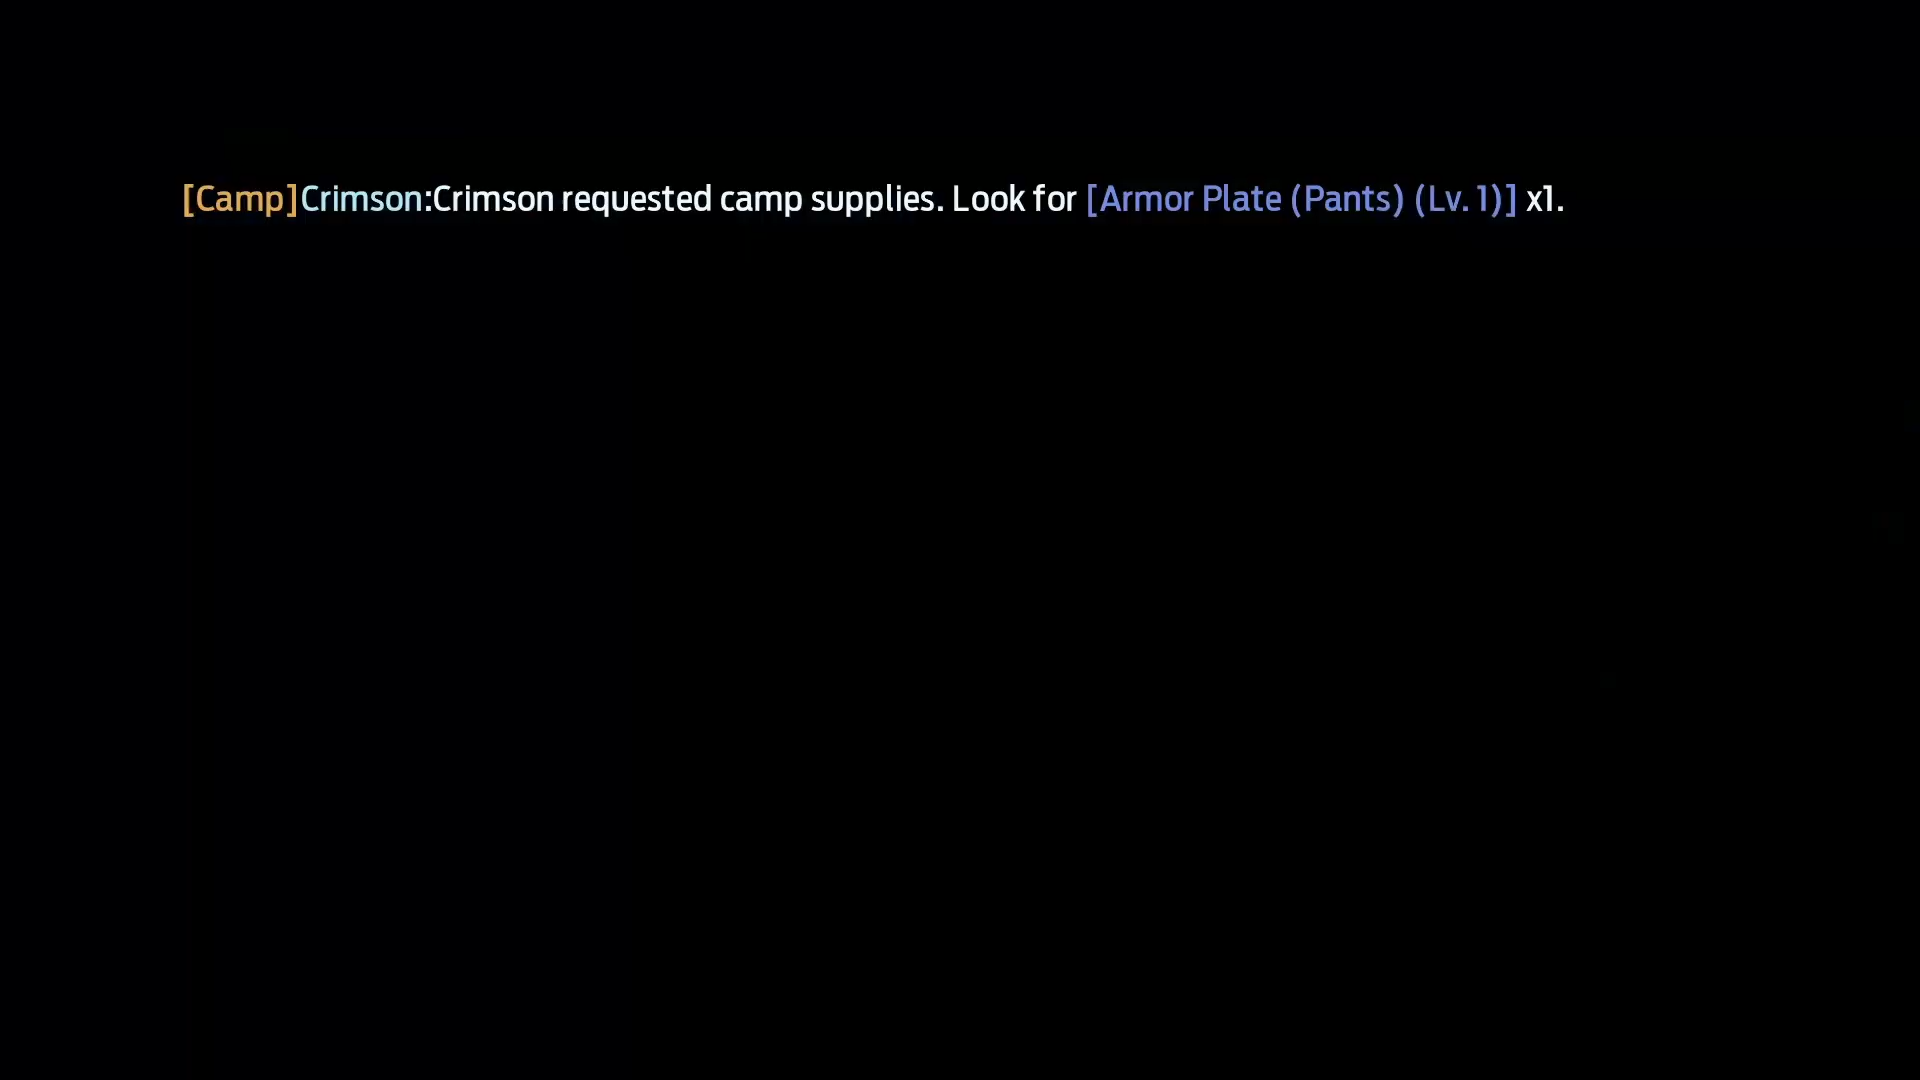 [Camp]Crimson:Crimson requested camp supplies. Look for [Armor Plate (Pants) (Lv. 1)] x1.